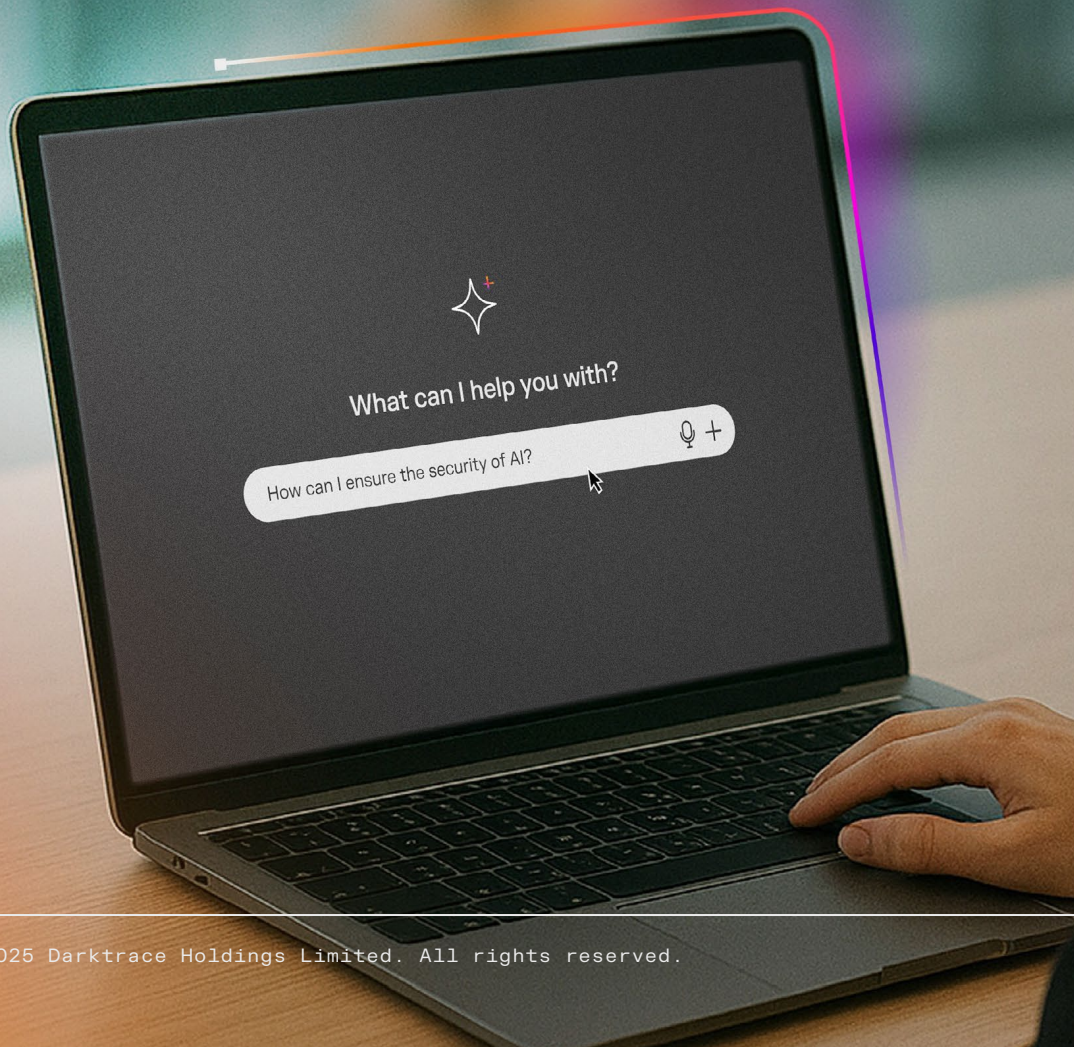 What can I help you with?
How can I ensure the security of AI?
025 Darktrace Holdings Limited. All rights reserved.